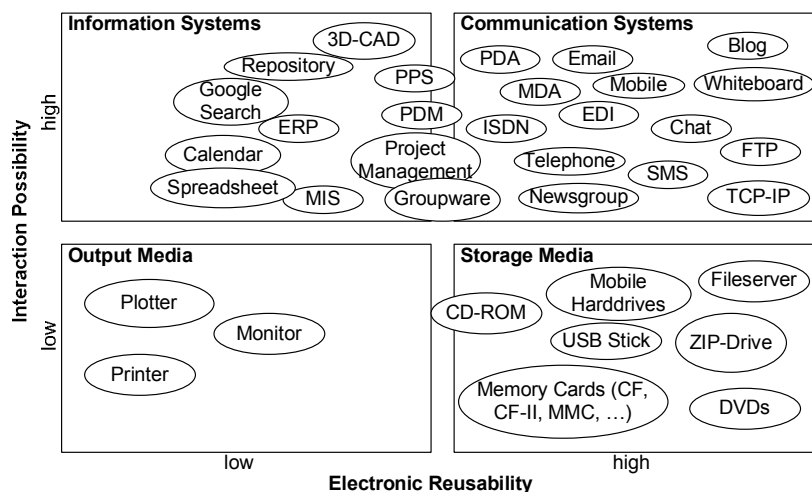 Information Systems
3D-CAD
Repository
PPS
Google
Search
ERP
PDM
Calendar
Project
Management
Spreadsheet
MIS
Groupware
Communication Systems
PDA
Email
Blog
MDA
Mobile
Whiteboard
ISDN
EDI
Chat
Telephone
FTP
SMS
Newsgroup
TCP-IP
Output Media
Plotter
Monitor
Printer
Storage Media
Mobile
Harddrives
Fileserver
CD-ROM
USB Stick
ZIP-Drive
Memory Cards (CF,
CF-II, MMC, …)
DVDs
Interaction Possibility
high
low
low
high
Electronic Reusability